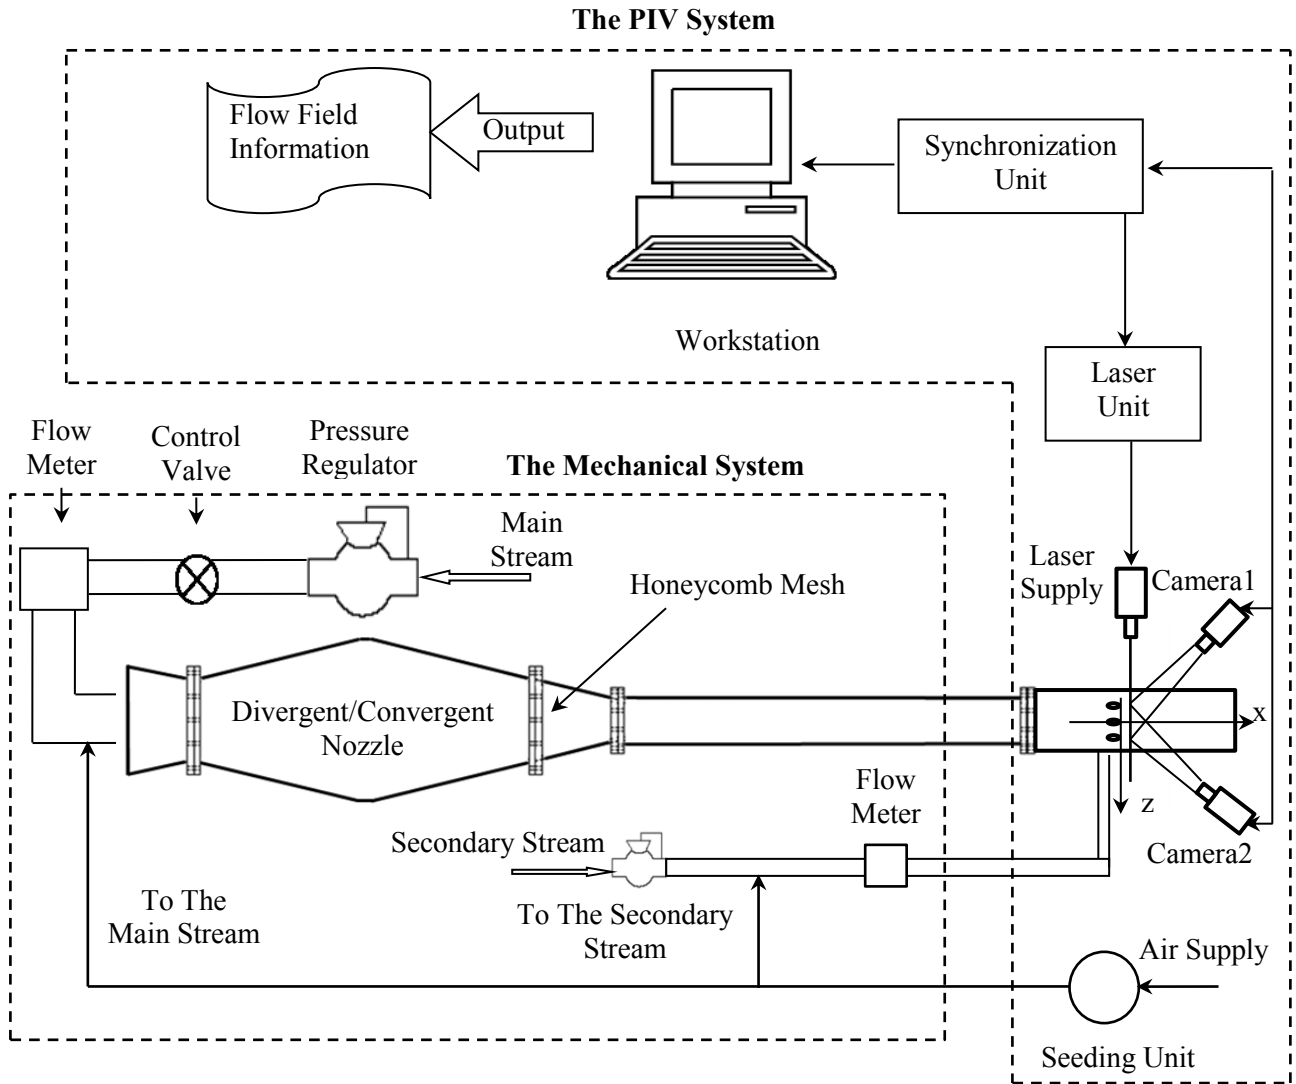 The PIV System
Flow Field
Information
Output
Synchronization
Unit
Workstation
Laser
Unit
Flow
Meter
Control
Valve
Pressure
Regulator
The Mechanical System
Main
Stream
Honeycomb Mesh
Laser
Supply
Camera1
Divergent/Convergent
Nozzle
x
z
Flow
Meter
Secondary Stream
Camera2
To The
Main Stream
To The Secondary
Stream
Air Supply
Seeding Unit